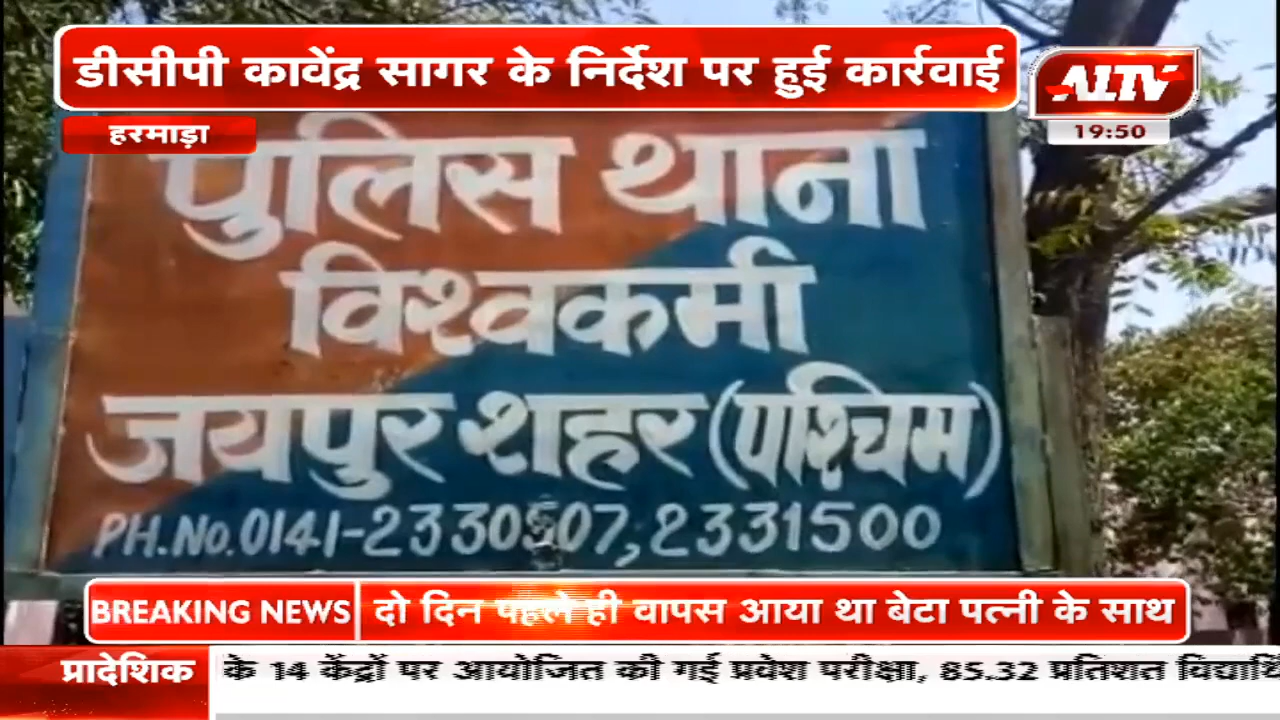 डीसीपी कावेंद्र सागर के निर्देश पर हुई कार्रवाई
ALTV
19:50
हरमाड़ा
पुलिस थाना
विश्वकर्मा
जयपुर शहर (पश्चिम)
PH.No.0141-2330507,2331500
BREAKING NEWS दो दिन पहले ही वापस आया था बेटा पत्नी के साथ
प्रादेशिक के 14 केंद्रों पर आयोजित की गई प्रवेश परीक्षा, 85.32 प्रतिशत